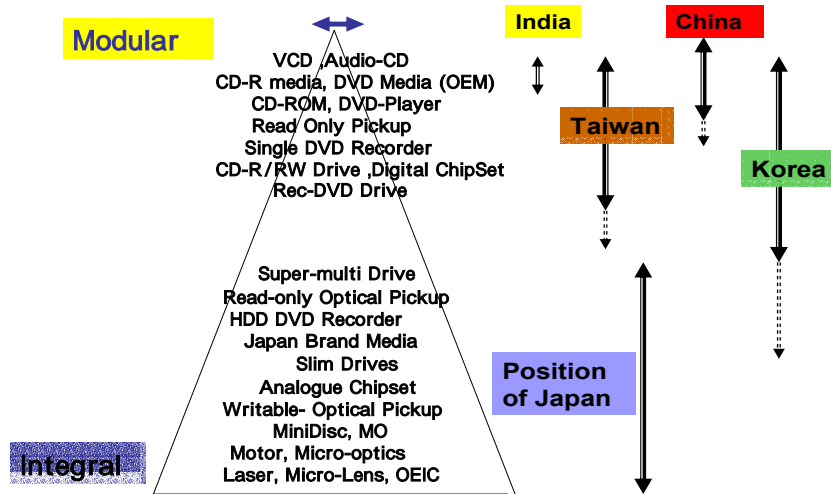 Modular
India
China
VCD ,Audio-CD
CD-R media, DVD Media (OEM)
CD-ROM, DVD-Player
Read Only Pickup
Single DVD Recorder
CD-R/RW Drive ,Digital ChipSet
Rec-DVD Drive
Taiwan
Korea
Super-multi Drive
Read-only Optical Pickup
HDD DVD Recorder
Japan Brand Media
Slim Drives
Analogue Chipset
Writable- Optical Pickup
MiniDisc, MO
Motor, Micro-optics
Laser, Micro-Lens, OEIC
Position
of Japan
Integral